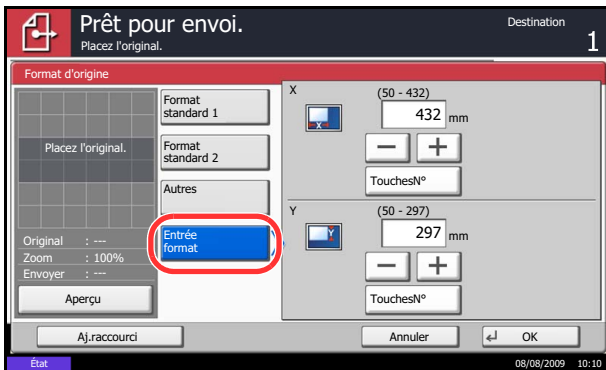 Prêt pour envoi.
Placez l'original.
Destination
1
Format d'origine
Placez l'original.
Original : ---
Zoom : 100%
Envoyer : ---
Aperçu
Format
standard 1
Format
standard 2
Autres
Entrée
format
X
(50 - 432)
432 mm
X
− +
TouchesN°
Y
(50 - 297)
297 mm
Y
− +
TouchesN°
Aj.raccourci
Annuler
OK
État
08/08/2009 10:10